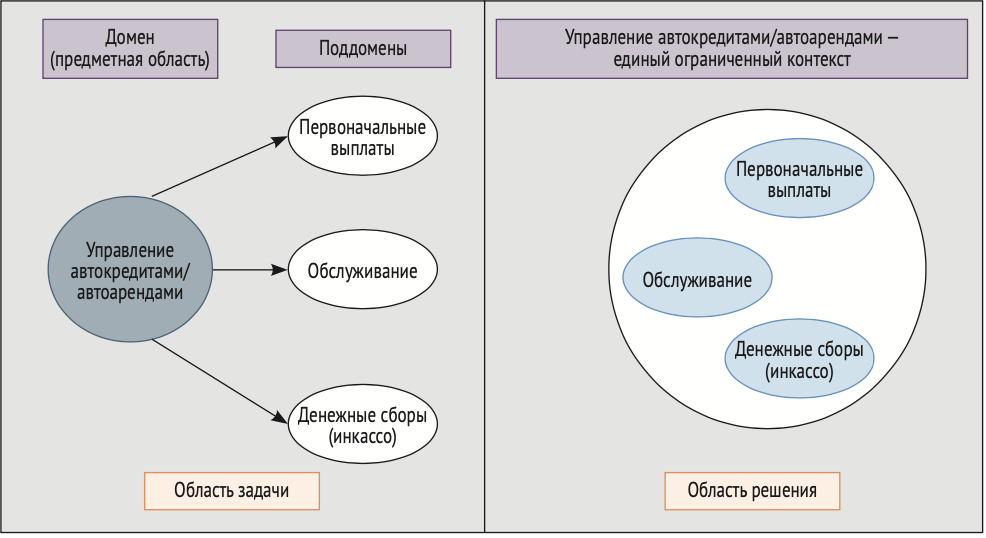 Домен
(предметная область)
Поддомены
Первоначальные
выплаты
Управление
автокредитами/
автоарендами
Обслуживание
Денежные сборы
(инкассо)
Область задачи
Управление автокредитами/автоарендами –
единый ограниченный контекст
Первоначальные
выплаты
Обслуживание
Денежные сборы
(инкассо)
Область решения